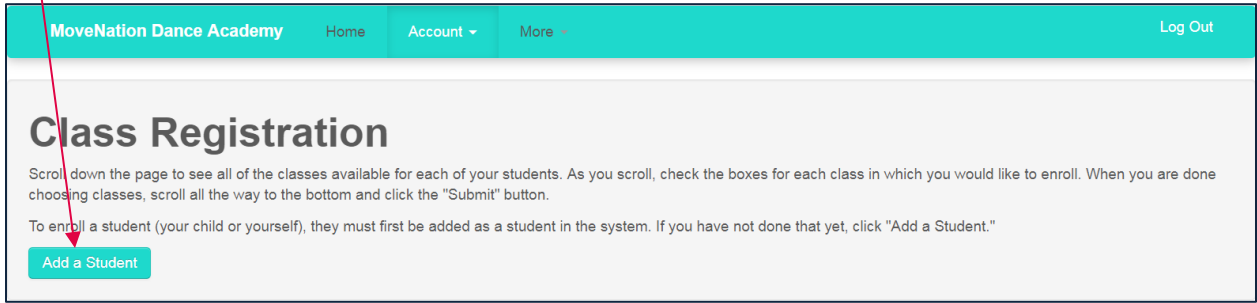 MoveNation Dance Academy Home Account More Log Out
Class Registration
Scroll down the page to see all of the classes available for each of your students. As you scroll, check the boxes for each class in which you would like to enroll. When you are done
choosing classes, scroll all the way to the bottom and click the "Submit" button.
To enroll a student (your child or yourself), they must first be added as a student in the system. If you have not done that yet, click "Add a Student."
Add a Student